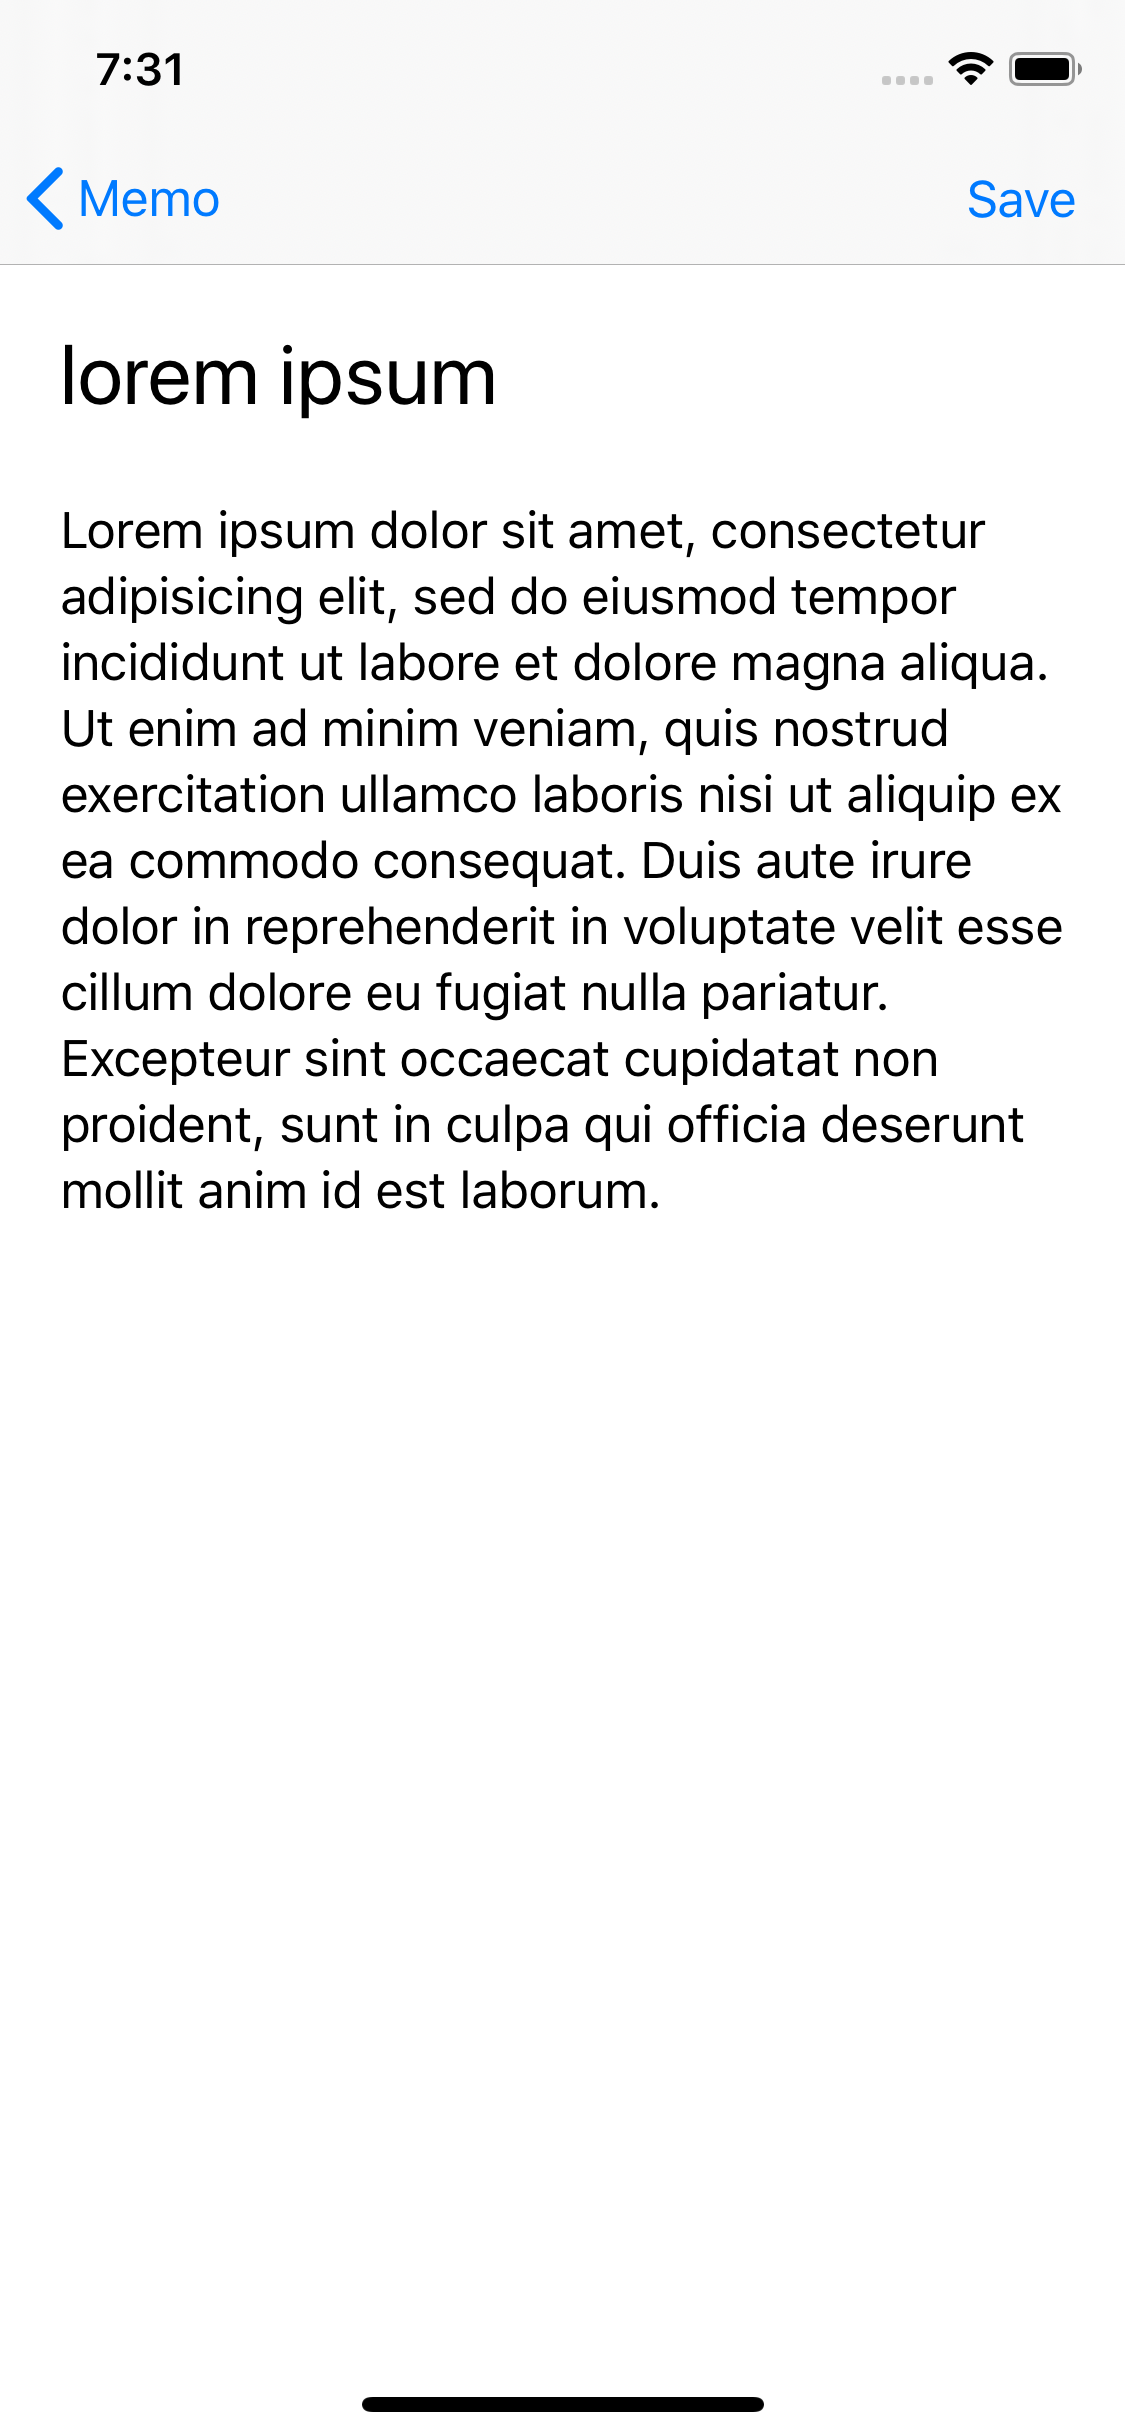 7:31
Memo
Save
lorem ipsum
Lorem ipsum dolor sit amet, consectetur
adipisicing elit, sed do eiusmod tempor
incididunt ut labore et dolore magna aliqua.
Ut enim ad minim veniam, quis nostrud
exercitation ullamco laboris nisi ut aliquip ex
ea commodo consequat. Duis aute irure
dolor in reprehenderit in voluptate velit esse
cillum dolore eu fugiat nulla pariatur.
Excepteur sint occaecat cupidatat non
proident, sunt in culpa qui officia deserunt
mollit anim id est laborum.